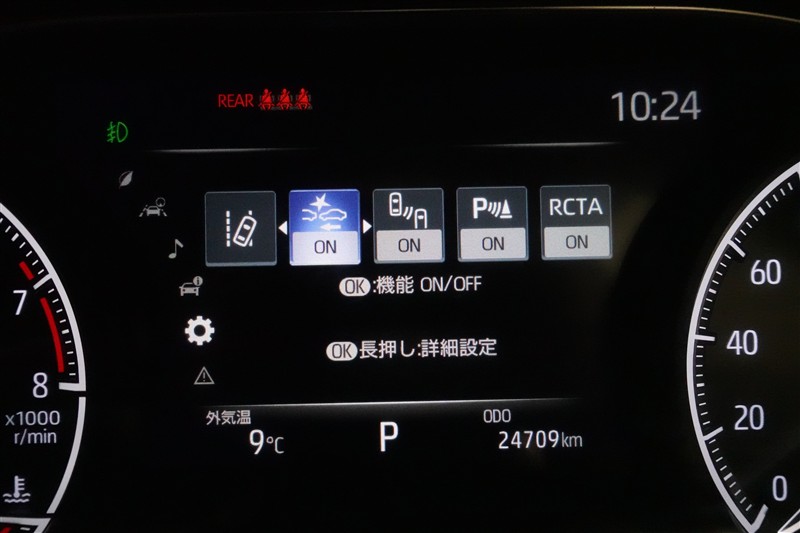 REAR
10:24
ON
ON
P
ON
RCTA
ON
OK:機能 ON/OFF
OK長押し:詳細設定
外気温
9℃
P
ODO
24709km
7
8
x1000
r/min
60
40
20
0